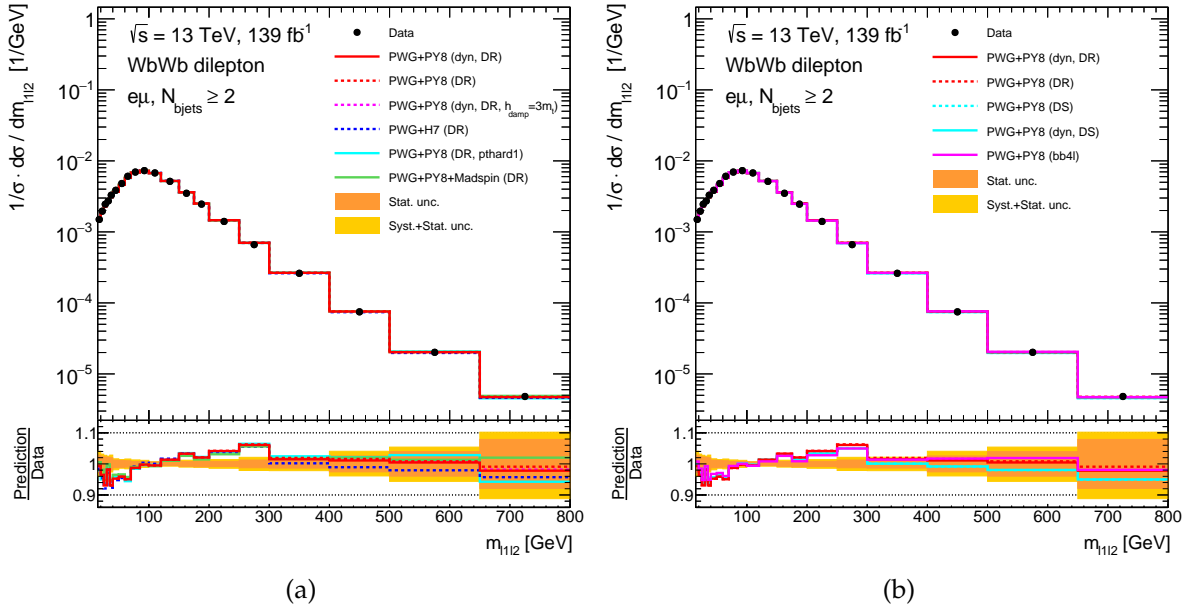 √s = 13 TeV, 139 fb⁻¹
WbWb dilepton
eμ, N_bjets ≥ 2
Data
PWG+PY8 (dyn, DR)
PWG+PY8 (DR)
PWG+PY8 (dyn, DR, h_damp=3m_t)
PWG+H7 (DR)
PWG+PY8 (DR, pthard1)
PWG+PY8+Madspin (DR)
Stat. unc.
Syst.+Stat. unc.
1/σ · dσ / dm_l1l2 [1/GeV]
1
10⁻¹
10⁻²
10⁻³
10⁻⁴
10⁻⁵
Prediction
Data
1.1
1
0.9
100 200 300 400 500 600 700 800
m_l1l2 [GeV]
(a)
√s = 13 TeV, 139 fb⁻¹
WbWb dilepton
eμ, N_bjets ≥ 2
Data
PWG+PY8 (dyn, DR)
PWG+PY8 (DR)
PWG+PY8 (DS)
PWG+PY8 (dyn, DS)
PWG+PY8 (bb4l)
Stat. unc.
Syst.+Stat. unc.
1/σ · dσ / dm_l1l2 [1/GeV]
1
10⁻¹
10⁻²
10⁻³
10⁻⁴
10⁻⁵
Prediction
Data
1.1
1
0.9
100 200 300 400 500 600 700 800
m_l1l2 [GeV]
(b)